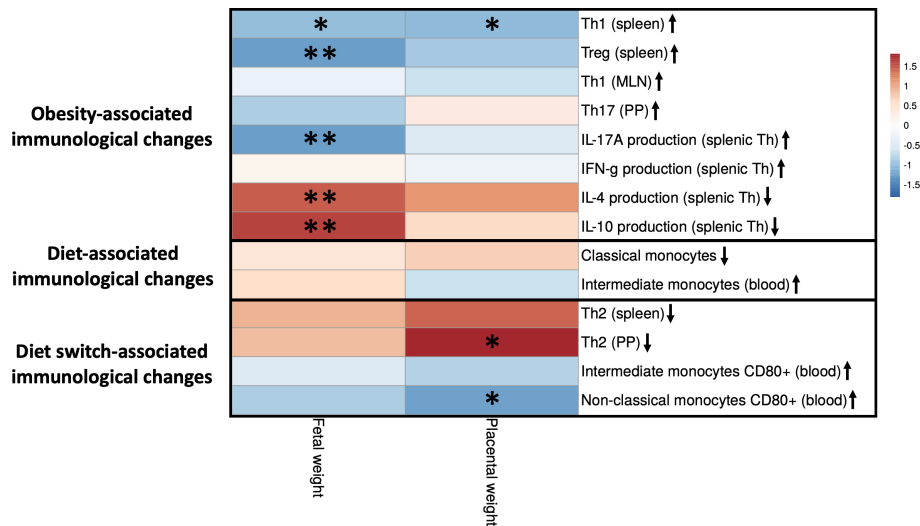 Obesity-associated
immunological changes
Diet-associated
immunological changes
Diet switch-associated
immunological changes
* * Th1 (spleen) ↑
** Treg (spleen) ↑
Th1 (MLN) ↑
Th17 (PP) ↑
** IL-17A production (splenic Th) ↑
IFN-g production (splenic Th) ↑
** IL-4 production (splenic Th) ↓
** IL-10 production (splenic Th) ↓
Classical monocytes ↓
Intermediate monocytes (blood) ↑
Th2 (spleen) ↓
* Th2 (PP) ↓
Intermediate monocytes CD80+ (blood) ↑
* Non-classical monocytes CD80+ (blood) ↑
Fetal weight
Placental weight
1.5
1
0.5
0
-0.5
-1
-1.5